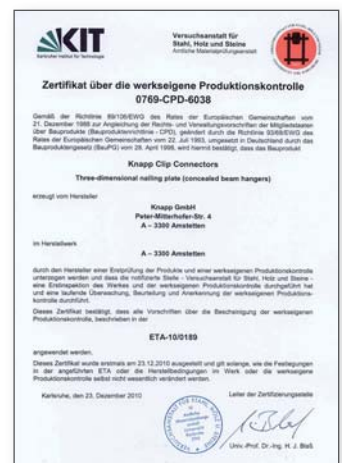 KIT
Karlsruher Institut für Technologie
Versuchsanstalt für
Stahl, Holz und Steine
Amtliche Materialprüfungsanstalt
Zertifikat über die werkseigene Produktionskontrolle
0769-CPD-6038
Gemäß der Richtlinie 89/106/EWG des Rates der Europäischen Gemeinschaften vom
21. Dezember 1988 zur Angleichung der Rechts- und Verwaltungsvorschriften der Mitgliedstaaten
über Bauprodukte (Bauproduktenrichtlinie - CPD), geändert durch die Richtlinie 93/68/EWG des
Rates der Europäischen Gemeinschaften vom 22. Juli 1993, umgesetzt in Deutschland durch das
Bauproduktengesetz (BauPG) vom 28. April 1998, wird hiermit bestätigt, dass das Bauprodukt
Knapp Clip Connectors
Three-dimensional nailing plate (concealed beam hangers)
erzeugt vom Hersteller
Knapp GmbH
Peter-Mitterhofer-Str. 4
A – 3300 Amstetten
im Herstellwerk
A – 3300 Amstetten
durch den Hersteller einer Erstprüfung der Produkte und einer werkseigenen Produktionskontrolle
unterzogen werden und dass die notifizierte Stelle - Versuchsanstalt für Stahl, Holz und Steine -
eine Erstinspektion des Werkes und der werkseigenen Produktionskontrolle durchgeführt hat
und eine laufende Überwachung, Beurteilung und Anerkennung der werkseigenen Produktions-
kontrolle durchführt.
Dieses Zertifikat bestätigt, dass alle Vorschriften über die Bescheinigung der werkseigenen
Produktionskontrolle, beschrieben in der
ETA-10/0189
angewendet werden.
Dieses Zertifikat wurde erstmals am 23.12.2010 ausgestellt und gilt solange, wie die Festlegungen
in der angeführten ETA oder die Herstellbedingungen im Werk oder die werkseigene
Produktionskontrolle selbst nicht wesentlich verändert werden.
Karlsruhe, den 23. Dezember 2010
Leiter der Zertifizierungsstelle
Univ.-Prof. Dr.-Ing. H. J. Blaß